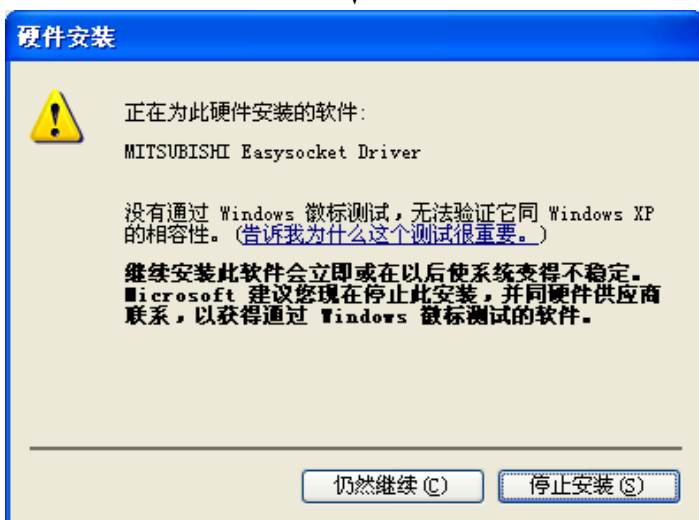 硬件安装
正在为此硬件安装的软件:
MITSUBISHI Easysocket Driver
没有通过 Windows 徽标测试，无法验证它同 Windows XP
的相容性。(告诉我为什么这个测试很重要。)
继续安装此软件会立即或在以后使系统变得不稳定。
Microsoft 建议您现在停止此安装，并同硬件供应商
联系，以获得通过 Windows 徽标测试的软件。
仍然继续(C)
停止安装(S)